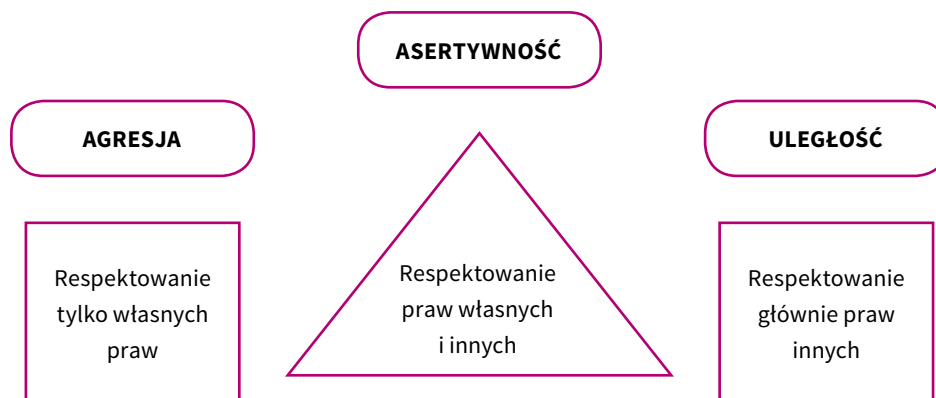 ASERTYWNOŚĆ
AGRESJA
ULEGŁOŚĆ
Respektowanie
tylko własnych
praw
Respektowanie
praw własnych
i innych
Respektowanie
głównie praw
innych